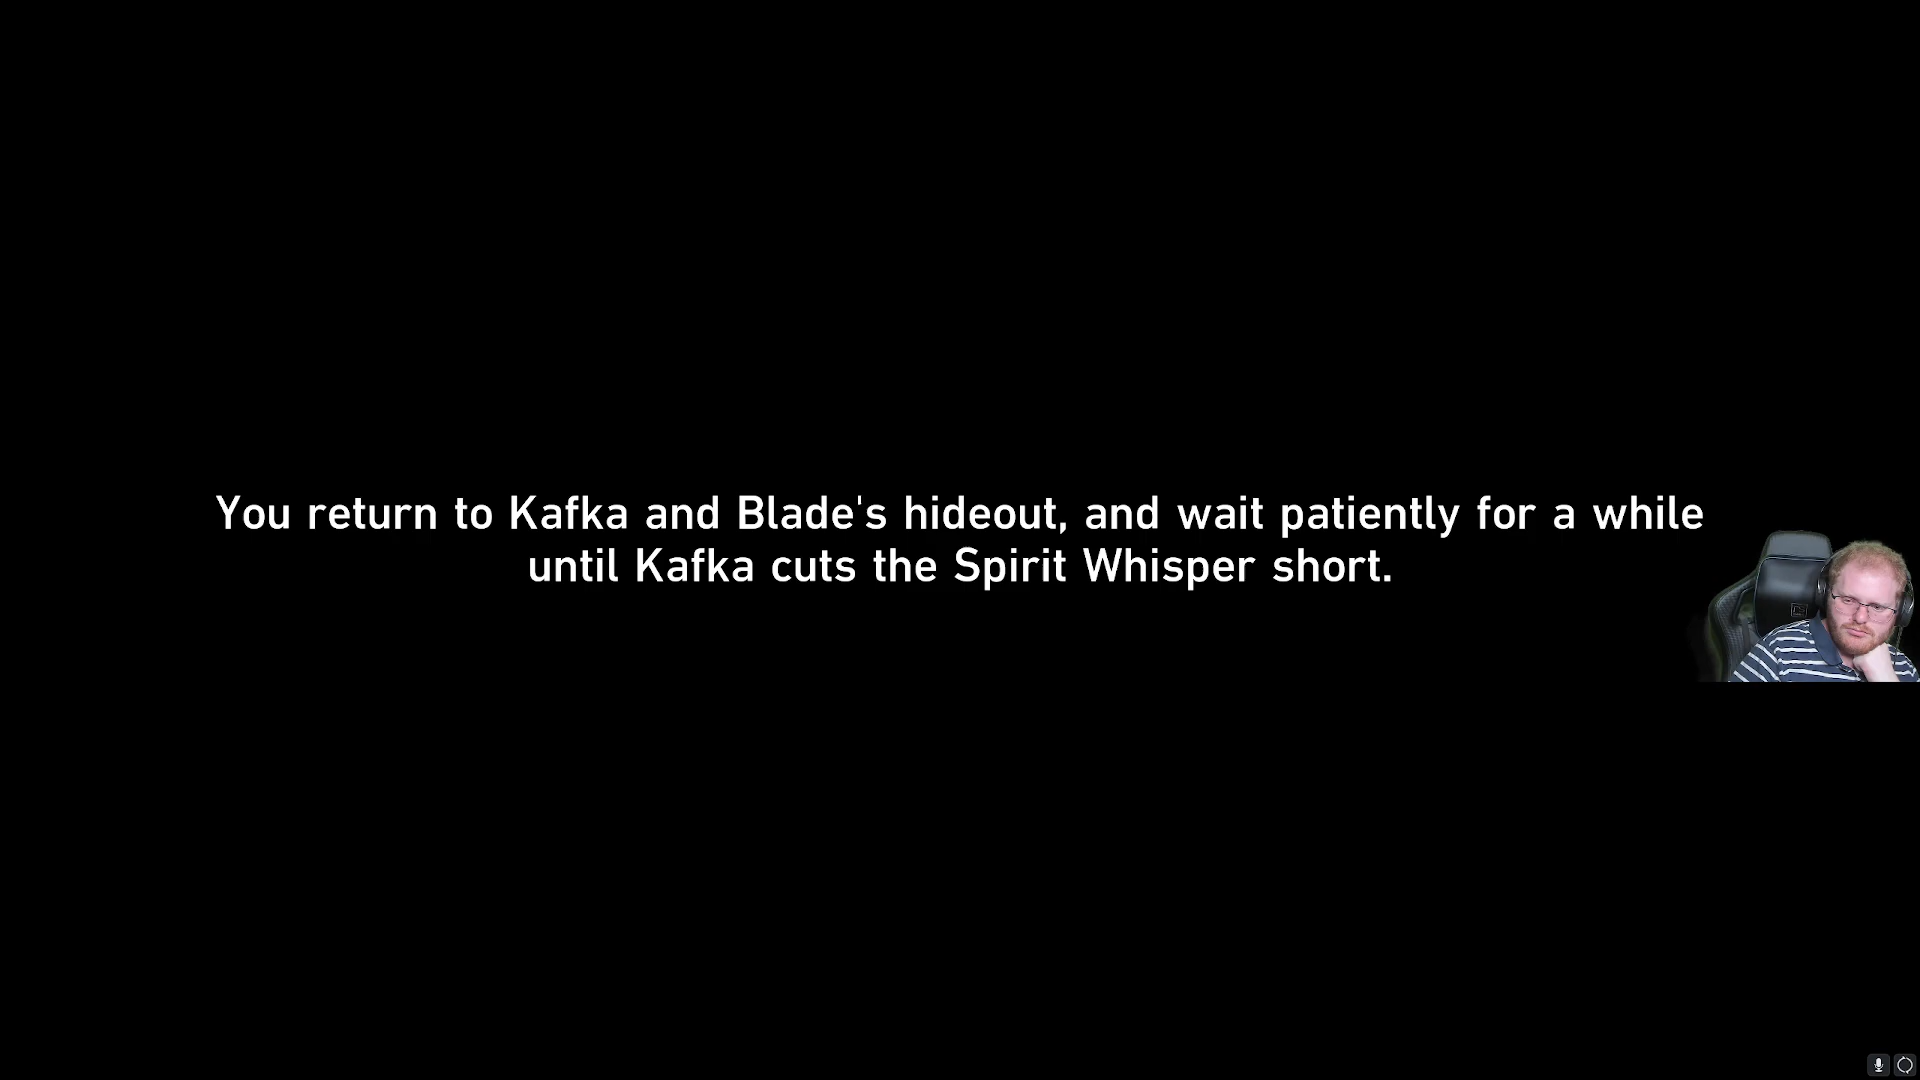 You return to Kafka and Blade's hideout, and wait patiently for a while
until Kafka cuts the Spirit Whisper short.